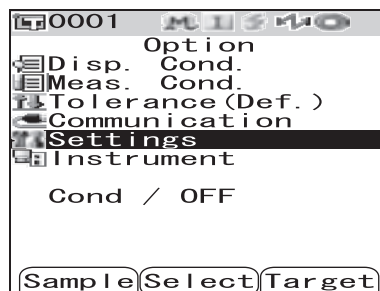 0001 M I S M/I O
Option
Disp. Cond.
Meas. Cond.
Tolerance(Def.)
Communication
Settings
Instrument
Cond / OFF
Sample Select Target